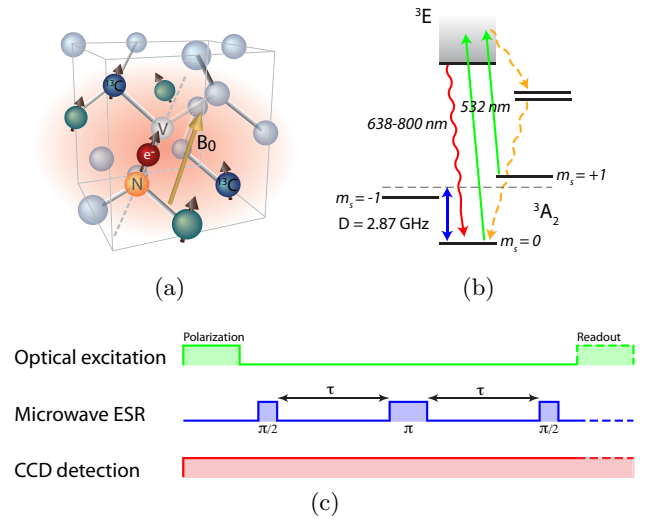 ¹³C
V
e⁻
B₀
N
¹³C
(a)
³E
532 nm
638-800 nm
mₛ = +1
mₛ = -1
³A₂
D = 2.87 GHz
mₛ = 0
(b)
Polarization
Readout
Optical excitation
τ
τ
Microwave ESR
π/2
π
π/2
CCD detection
(c)